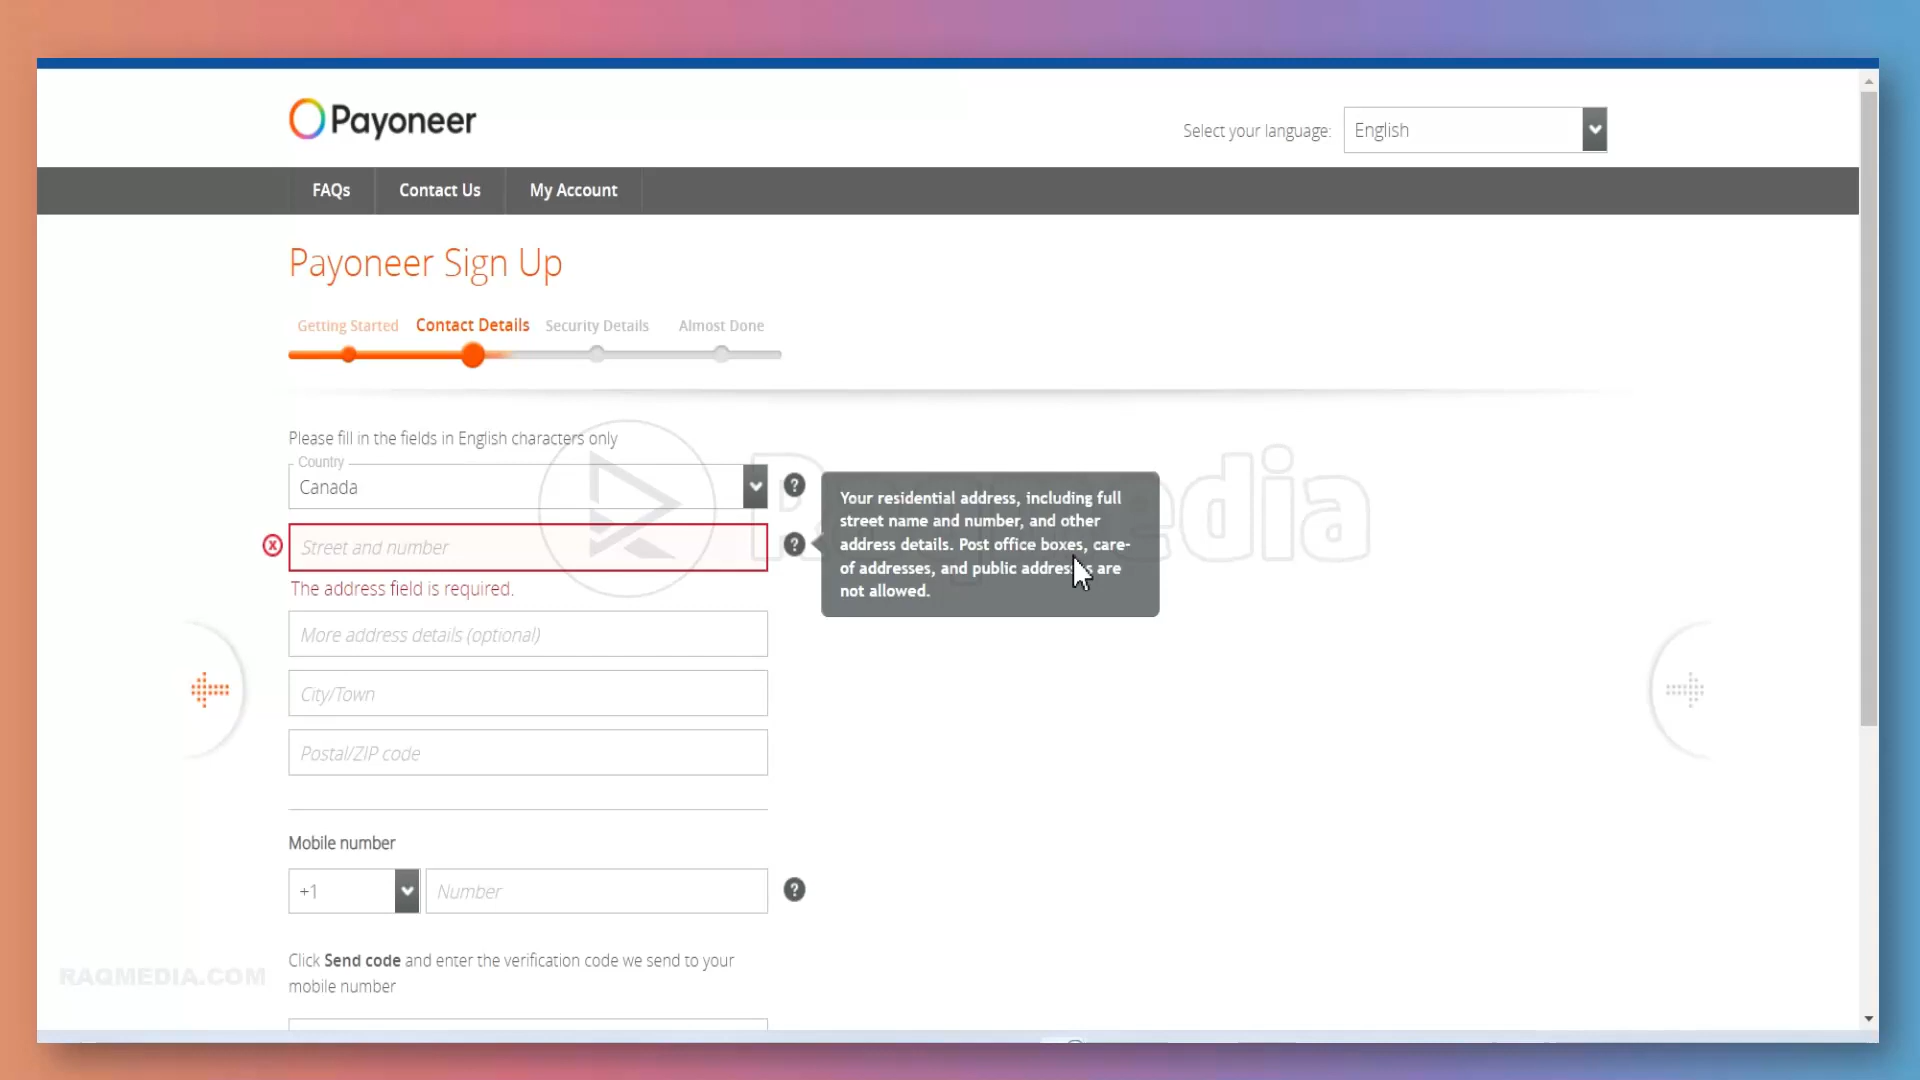 Payoneer
Select your language:
English
FAQs
Contact Us
My Account
Payoneer Sign Up
Getting Started
Contact Details
Security Details
Almost Done
Please fill in the fields in English characters only
Country
Canada
?
Street and number
?
Your residential address, including full
street name and number, and other
address details. Post office boxes, care-
of addresses, and public addresses are
not allowed.
The address field is required.
More address details (optional)
City/Town
Postal/ZIP code
Mobile number
+1
Number
?
Click Send code and enter the verification code we send to your
mobile number
RAQMEDIA.COM